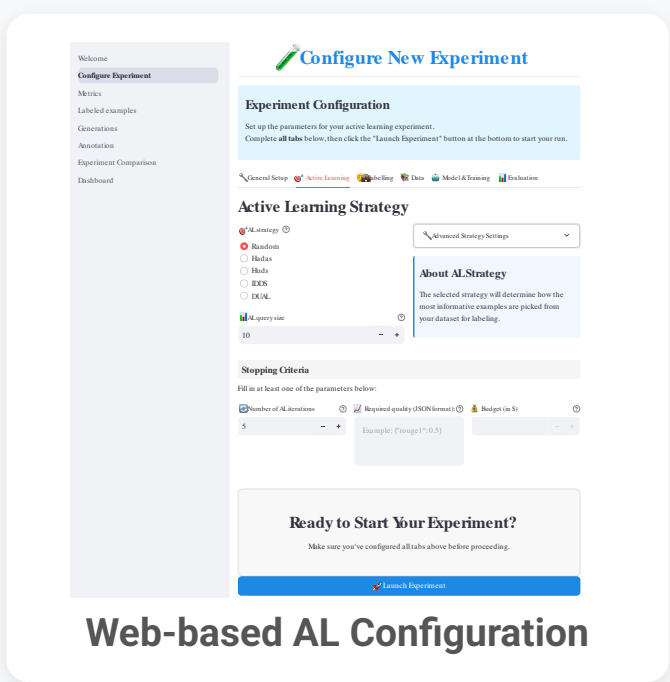 Configure New Experiment
Welcome
Configure Experiment
Metrics
Labeled examples
Generations
Annotation
Experiment Comparison
Dashboard
Experiment Configuration
Set up the parameters for your active learning experiment.
Complete all tabs below, then click the "Launch Experiment" button at the bottom to start your run.
General Setup Active Learning Labelling Data Model & Training Evaluation
Active Learning Strategy
AL strategy
Random
Hadas
Huds
IDDS
DUAL
AL query size
10
Advanced Strategy Settings
About AL Strategy
The selected strategy will determine how the
most informative examples are picked from
your dataset for labeling.
Stopping Criteria
Fill in at least one of the parameters below:
Number of AL iterations Required quality (JSON format): Budget (in $)
5 Example: {"rouge1": 0.5}
Ready to Start Your Experiment?
Make sure you've configured all tabs above before proceeding.
Launch Experiment
Web-based AL Configuration